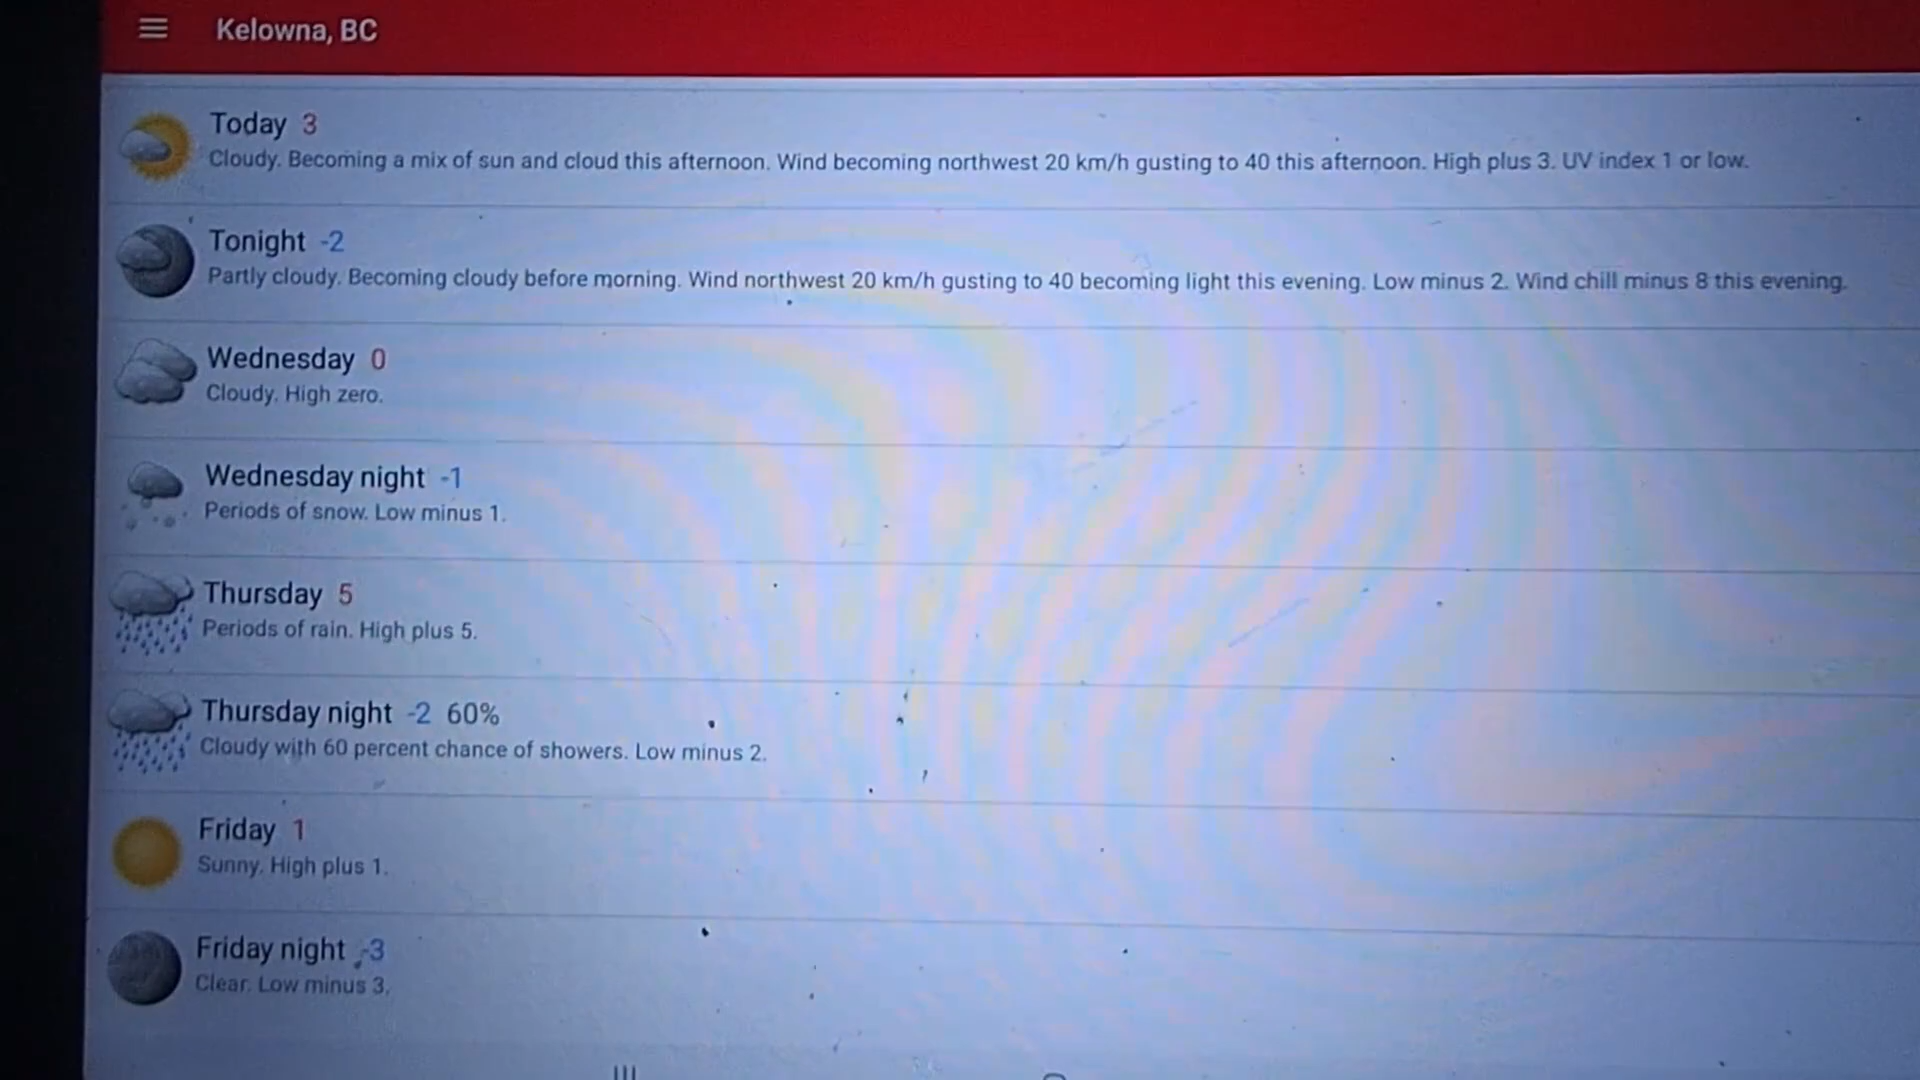 Kelowna, BC
Today 3
Cloudy. Becoming a mix of sun and cloud this afternoon. Wind becoming northwest 20 km/h gusting to 40 this afternoon. High plus 3. UV index 1 or low.
Tonight -2
Partly cloudy. Becoming cloudy before morning. Wind northwest 20 km/h gusting to 40 becoming light this evening. Low minus 2. Wind chill minus 8 this evening.
Wednesday 0
Cloudy. High zero.
Wednesday night -1
Periods of snow. Low minus 1.
Thursday 5
Periods of rain. High plus 5.
Thursday night -2 60%
Cloudy with 60 percent chance of showers. Low minus 2.
Friday 1
Sunny. High plus 1.
Friday night -3
Clear. Low minus 3.